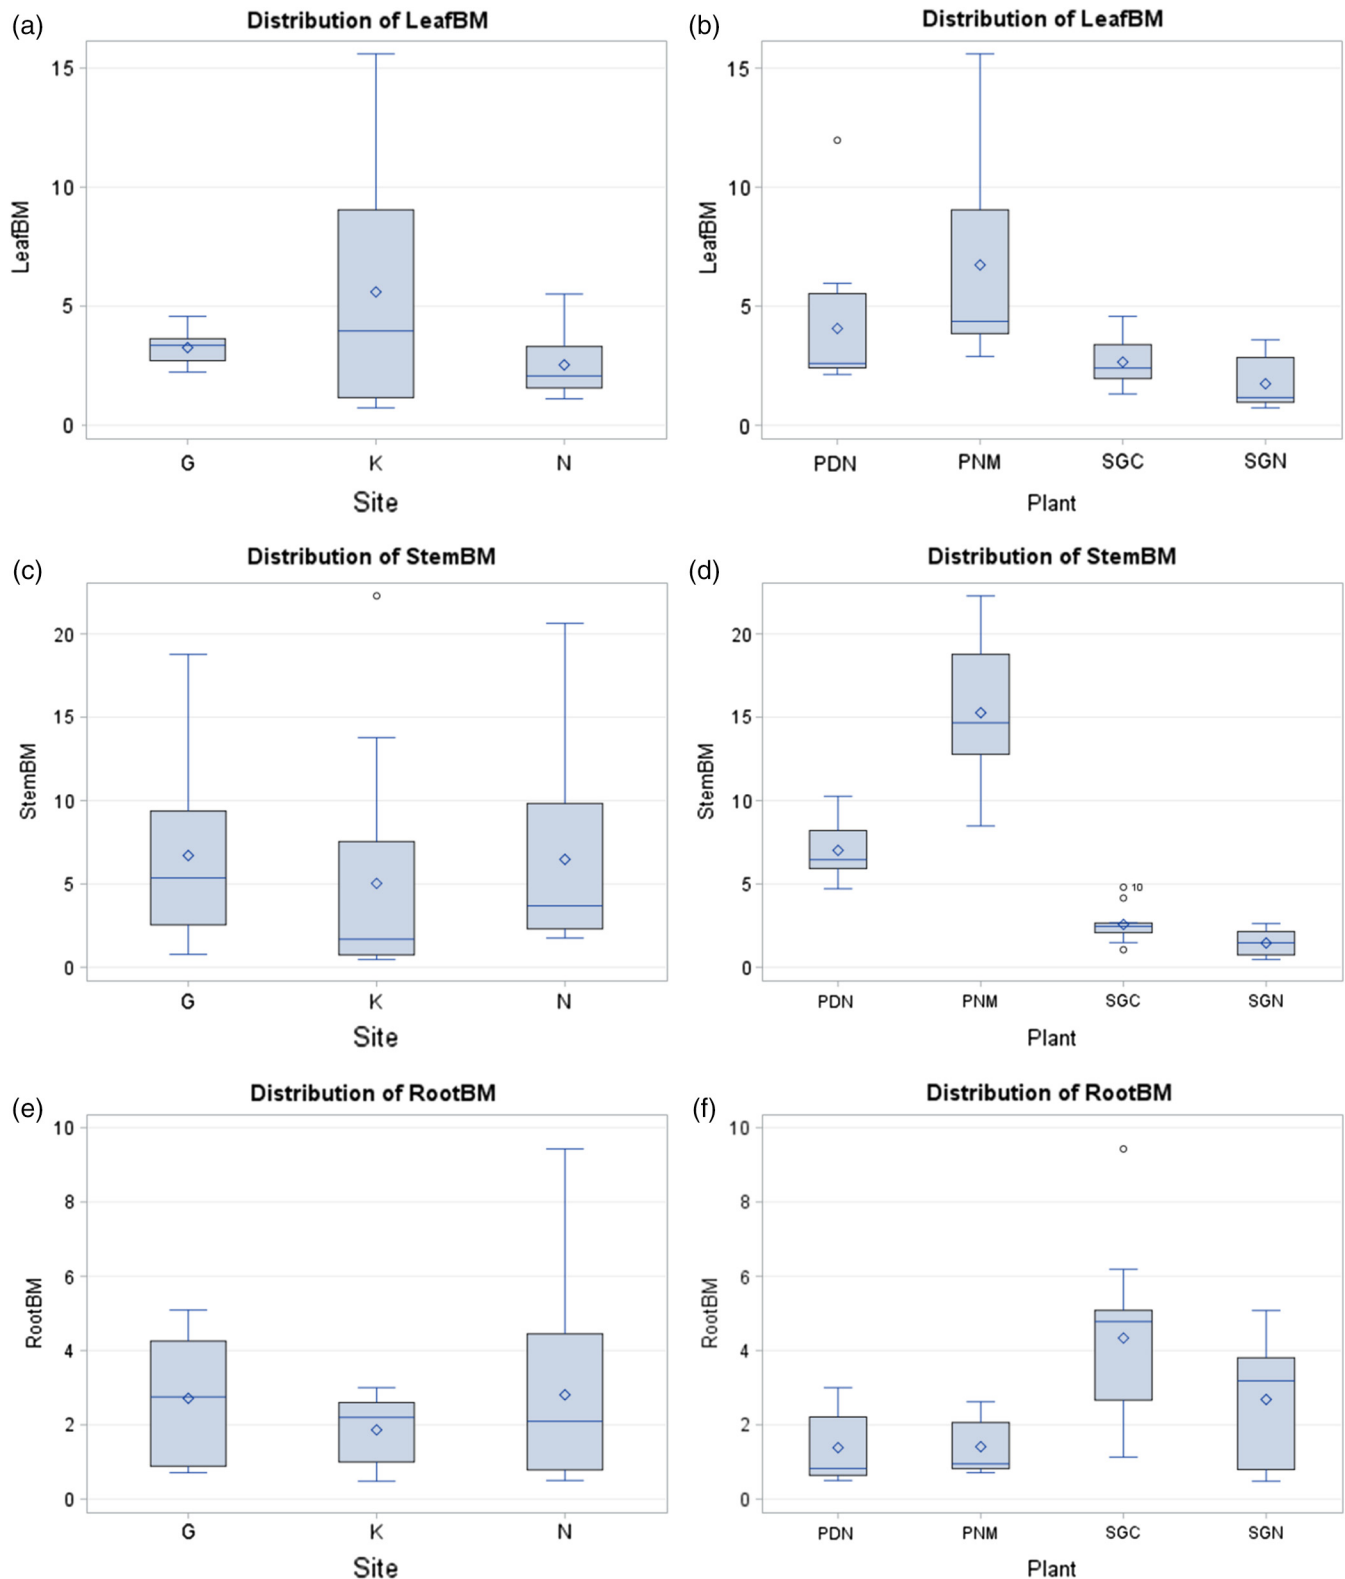 (a)
Distribution of LeafBM
15
10
5
0
LeafBM
G K N
Site
(b)
Distribution of LeafBM
15
10
5
0
LeafBM
PDN PNM SGC SGN
Plant
(c)
Distribution of StemBM
20
15
10
5
0
StemBM
G K N
Site
(d)
Distribution of StemBM
20
15
10
5
0
StemBM
10
PDN PNM SGC SGN
Plant
(e)
Distribution of RootBM
10
8
6
4
2
0
RootBM
G K N
Site
(f)
Distribution of RootBM
10
8
6
4
2
0
RootBM
PDN PNM SGC SGN
Plant